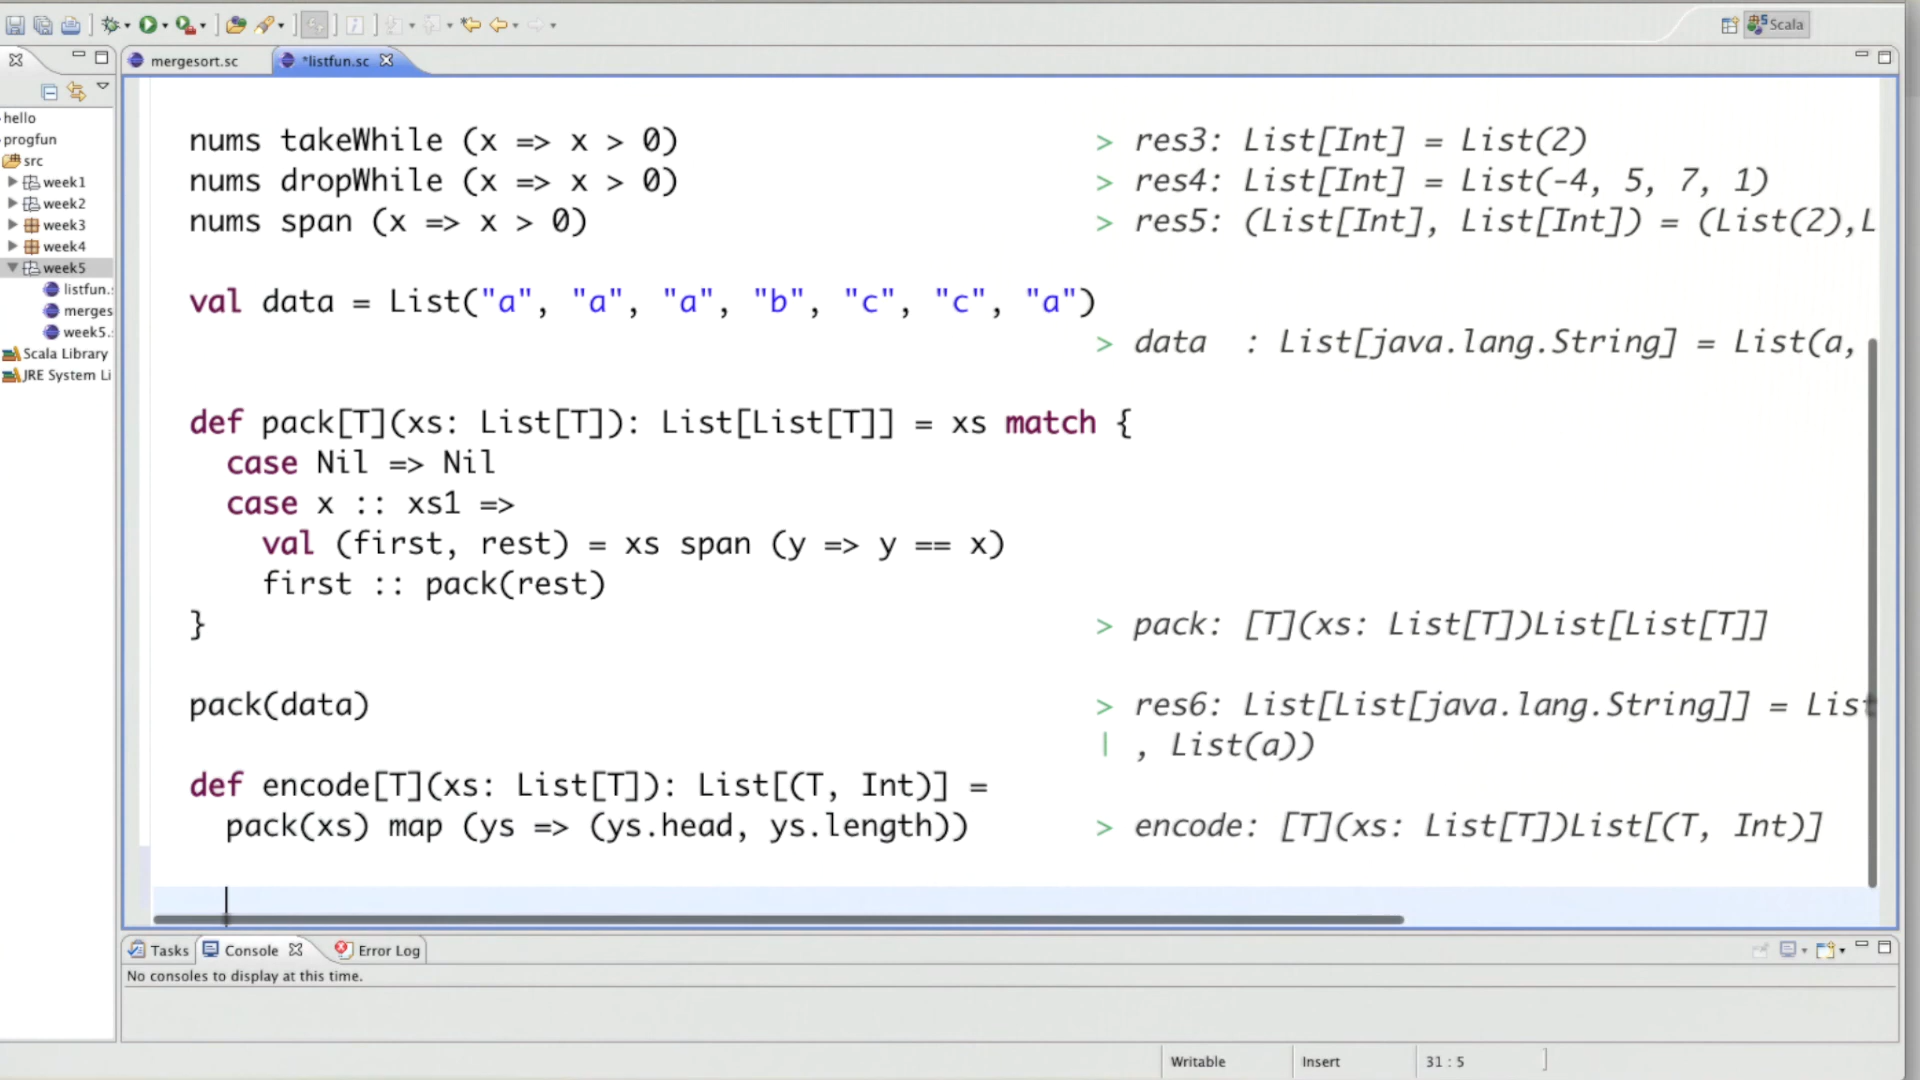 Scala
mergesort.sc
*listfun.sc
hello
progfun
src
week1
week2
week3
week4
week5
listfun.
merges
week5.
Scala Library
JRE System Li
nums takeWhile (x => x > 0) > res3: List[Int] = List(2)
nums dropWhile (x => x > 0) > res4: List[Int] = List(-4, 5, 7, 1)
nums span (x => x > 0) > res5: (List[Int], List[Int]) = (List(2),L
val data = List("a", "a", "a", "b", "c", "c", "a")
> data  : List[java.lang.String] = List(a,
def pack[T](xs: List[T]): List[List[T]] = xs match {
case Nil => Nil
case x :: xs1 =>
val (first, rest) = xs span (y => y == x)
first :: pack(rest)
} > pack: [T](xs: List[T])List[List[T]]
pack(data) > res6: List[List[java.lang.String]] = List
| , List(a))
def encode[T](xs: List[T]): List[(T, Int)] =
pack(xs) map (ys => (ys.head, ys.length)) > encode: [T](xs: List[T])List[(T, Int)]
Tasks
Console
Error Log
No consoles to display at this time.
Writable
Insert
31 : 5